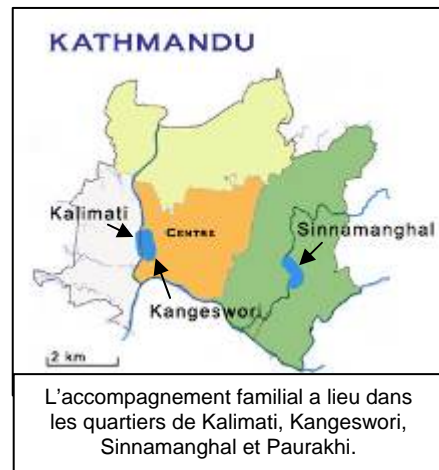 KATHMANDU
Kalimati
CENTRE
Sinnamanghal
Kangeswori
2 km
L'accompagnement familial a lieu dans
les quartiers de Kalimati, Kangeswori,
Sinnamanghal et Paurakhi.